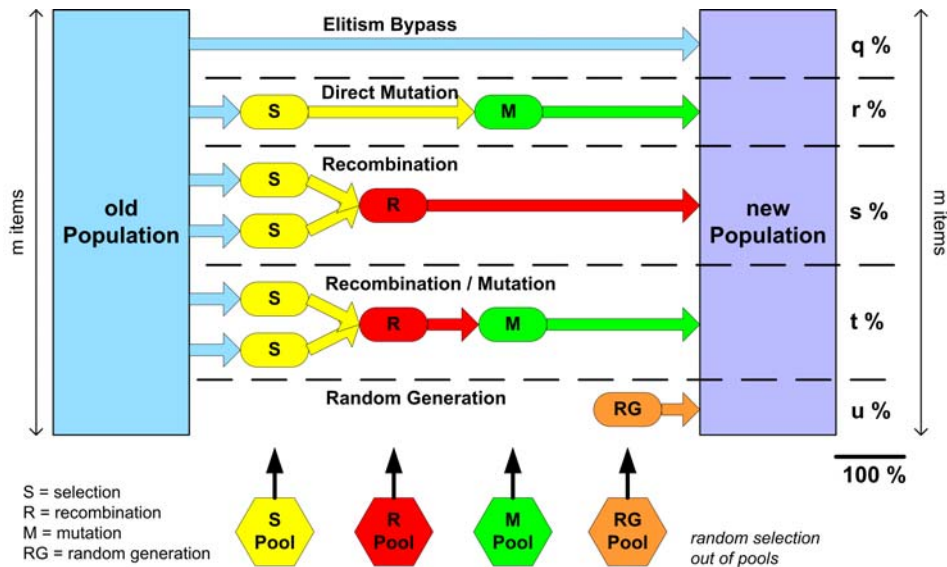 Elitism Bypass
q %
Direct Mutation
S
M
r %
Recombination
S
S
R
s %
m items
old
Population
new
Population
m items
Recombination / Mutation
S
S
R
M
t %
Random Generation
RG
u %
100 %
S = selection
R = recombination
M = mutation
RG = random generation
S
Pool
R
Pool
M
Pool
RG
Pool
random selection
out of pools